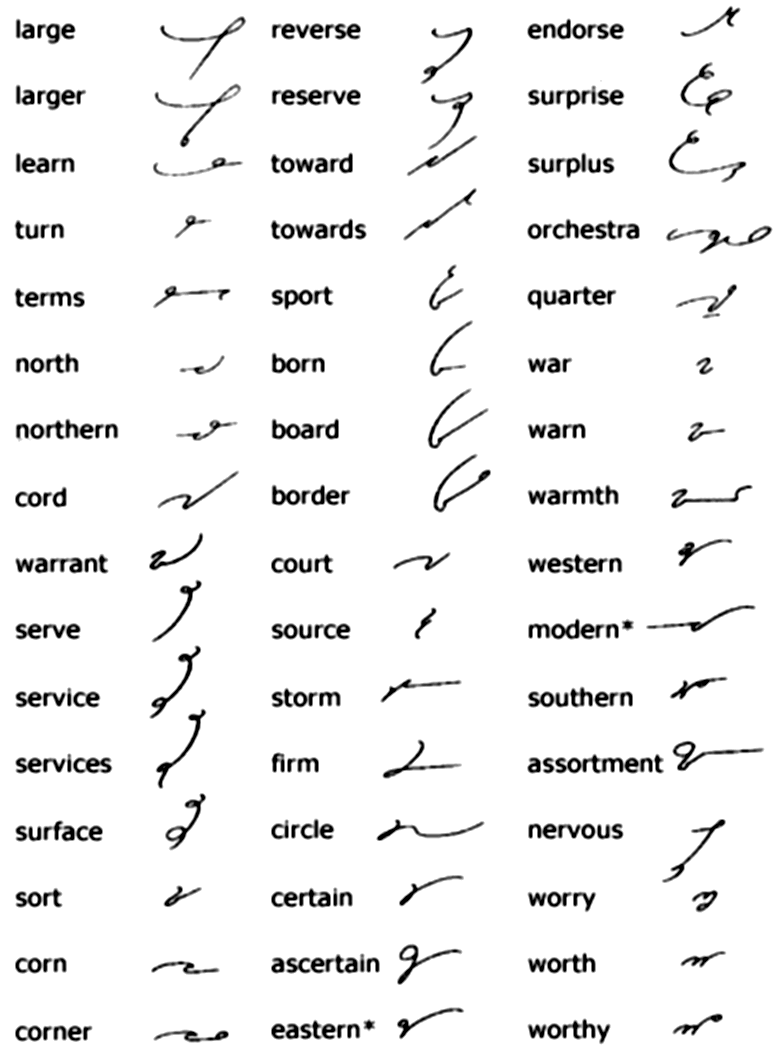 large reverse endorse
larger reserve surprise
learn toward surplus
turn towards orchestra
terms sport quarter
north born war
northern board warn
cord border warmth
warrant court western
serve source modern*
service storm southern
services firm assortment
surface circle nervous
sort certain worry
corn ascertain worth
corner eastern* worthy